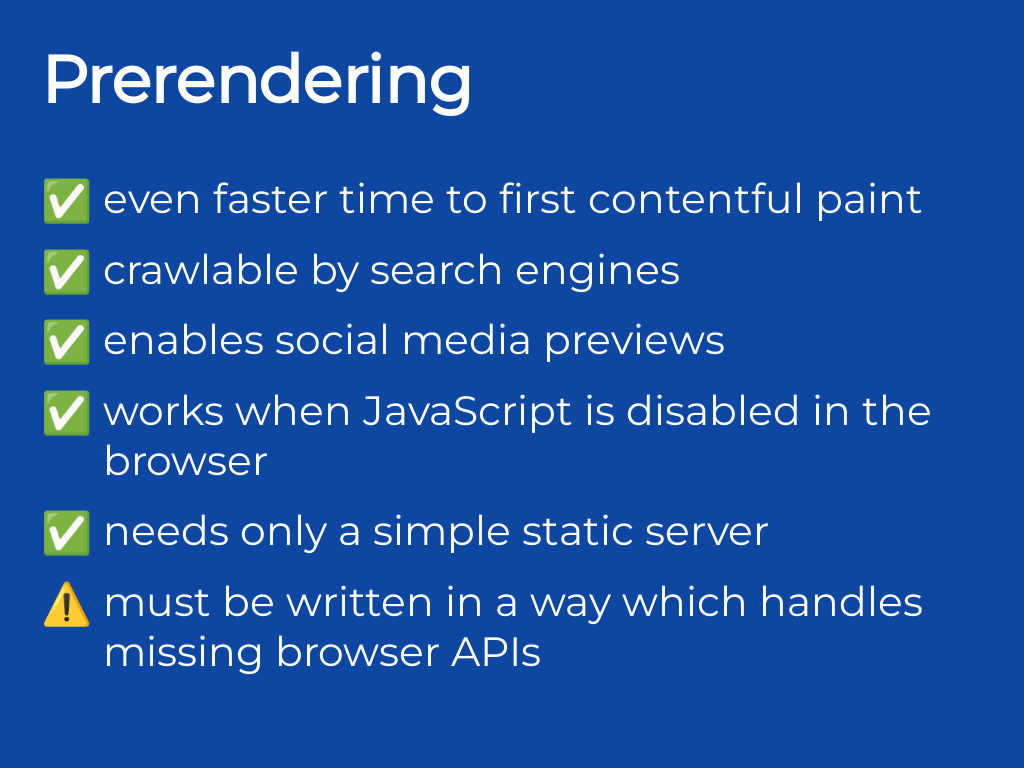 Prerendering
✅ even faster time to first contentful paint
✅ crawlable by search engines
✅ enables social media previews
✅ works when JavaScript is disabled in the
browser
✅ needs only a simple static server
⚠️ must be written in a way which handles
missing browser APIs